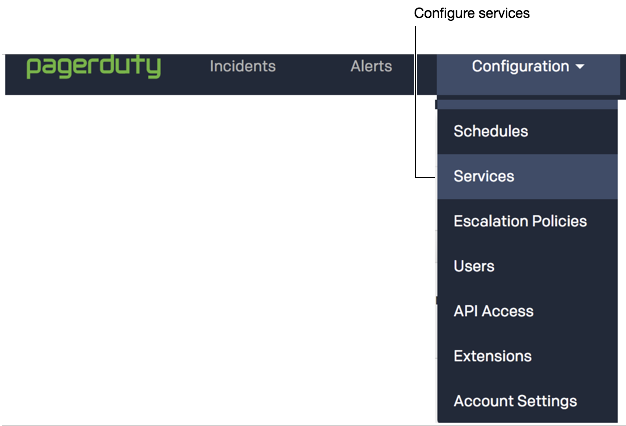 Configure services
pagerduty Incidents Alerts Configuration
Schedules
Services
Escalation Policies
Users
API Access
Extensions
Account Settings